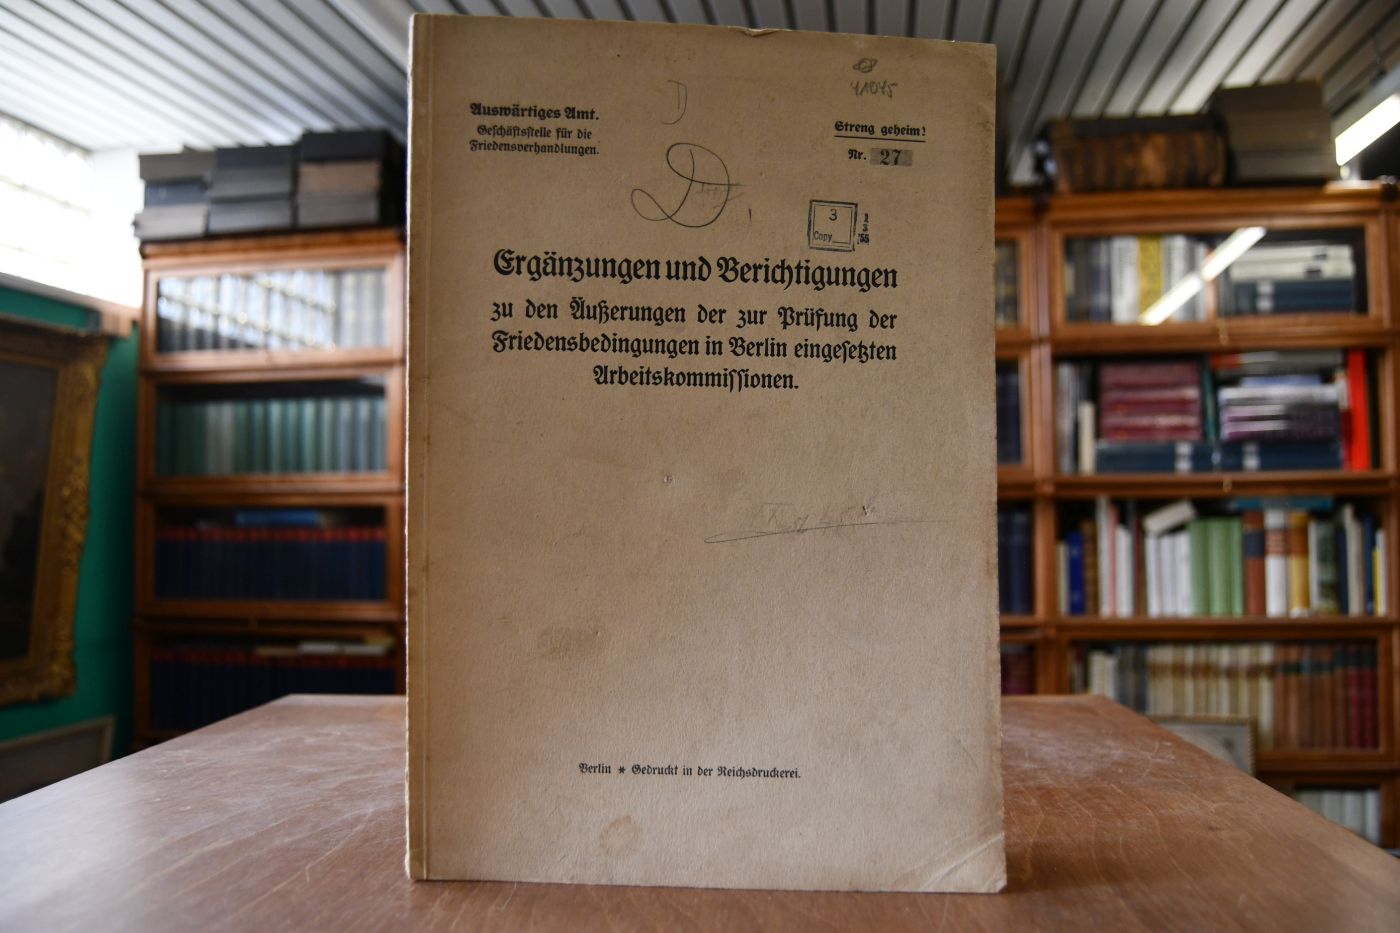 Auswärtiges Amt.
Geschäftsstelle für die
Friedensverhandlungen.
D
41045
Streng geheim!
Nr. 27
D
3
Copy
Ergänzungen und Berichtigungen
zu den Äußerungen der zur Prüfung der
Friedensbedingungen in Berlin eingesetzten
Arbeitskommissionen.
Berlin * Gedruckt in der Reichsdruckerei.